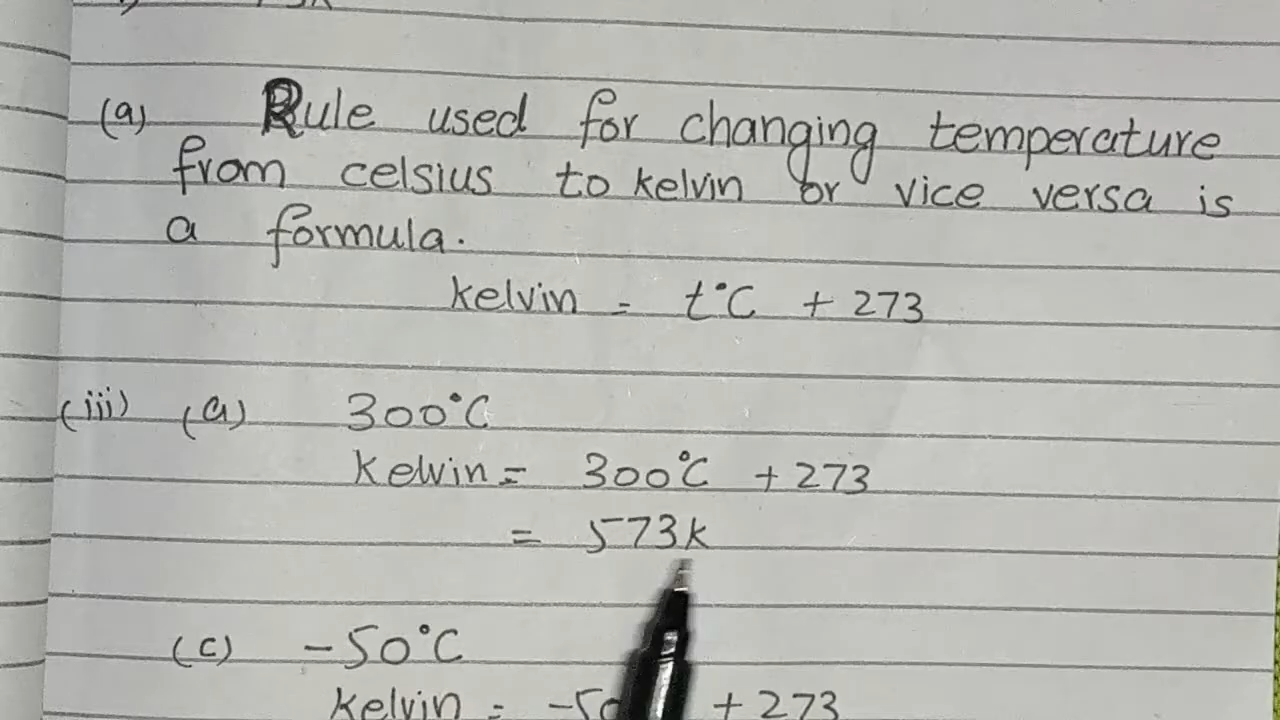 (a) Rule used for changing temperature
from celsius to kelvin or vice versa is
a formula.
kelvin = t°C + 273
(iii) (a) 300°C
Kelvin = 300°C + 273
= 573k
(c) -50°C
Kelvin = -50 + 273